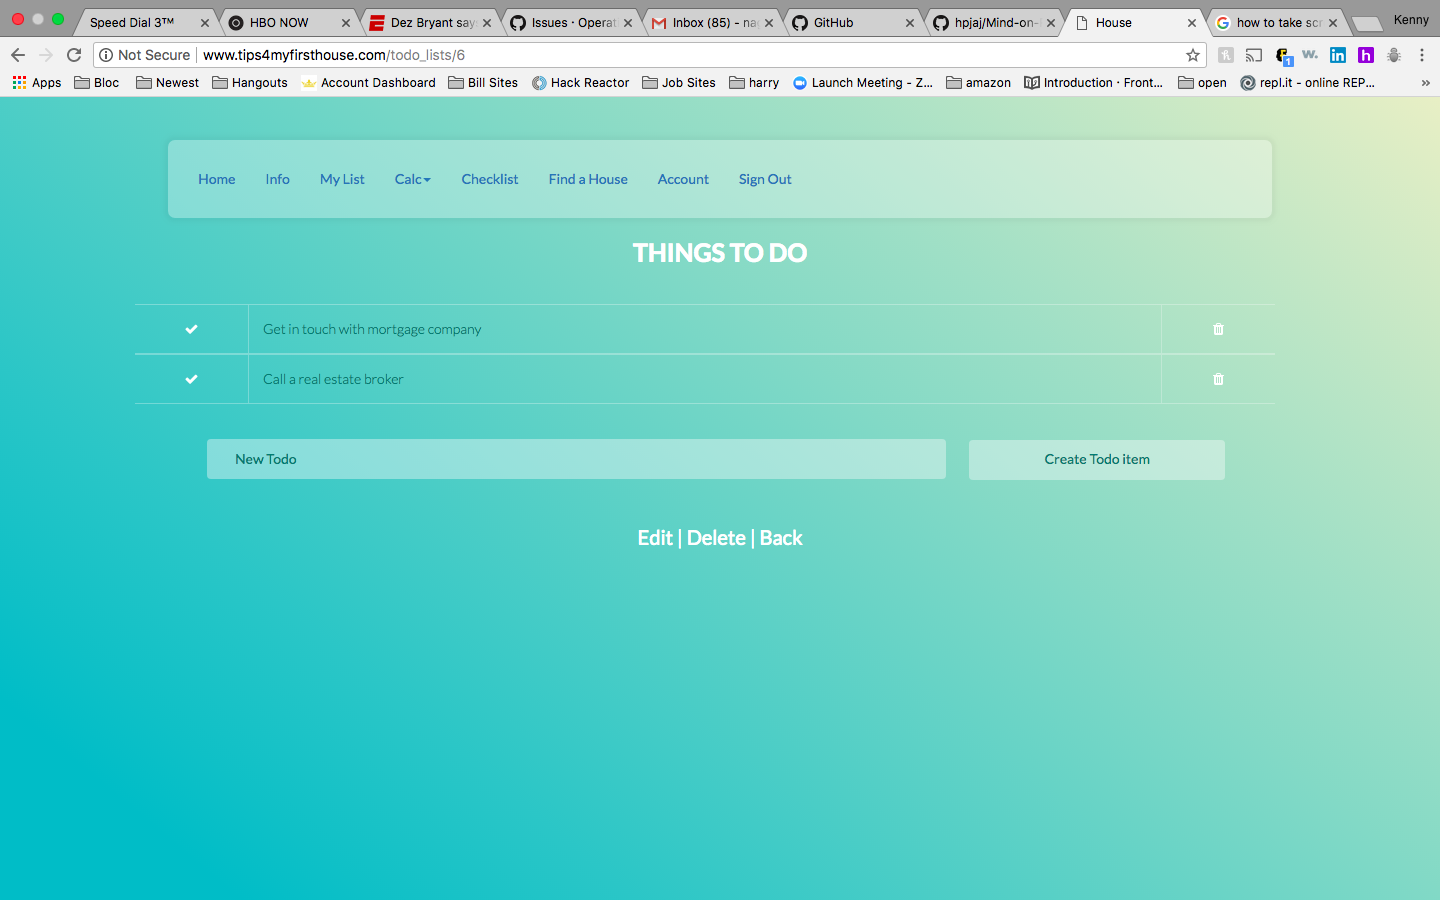 Speed Dial 3™
HBO NOW
Dez Bryant say
Issues · Operat
Inbox (85) - na
GitHub
hpjaj/Mind-on-
House
how to take scr
Kenny
Not Secure
www.tips4myfirsthouse.com/todo_lists/6
1
w.
in
h
Apps
Bloc
Newest
Hangouts
Account Dashboard
Bill Sites
Hack Reactor
Job Sites
harry
Launch Meeting - Z...
amazon
Introduction · Front...
open
repl.it - online REP...
»
Home
Info
My List
Calc
Checklist
Find a House
Account
Sign Out
THINGS TO DO
Get in touch with mortgage company
Call a real estate broker
New Todo
Create Todo item
Edit | Delete | Back